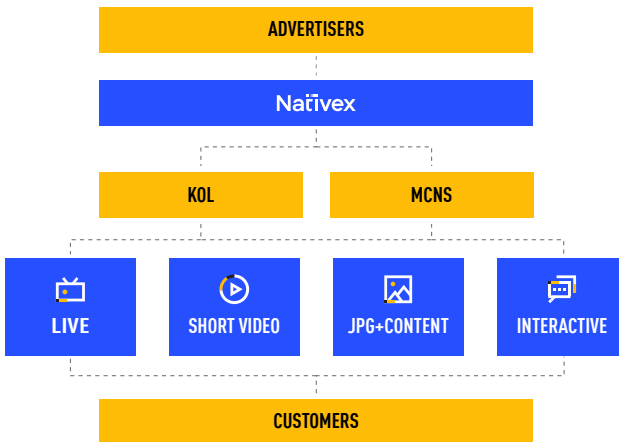 ADVERTISERS
Nativex
KOL
MCNS
LIVE
SHORT VIDEO
JPG+CONTENT
INTERACTIVE
CUSTOMERS